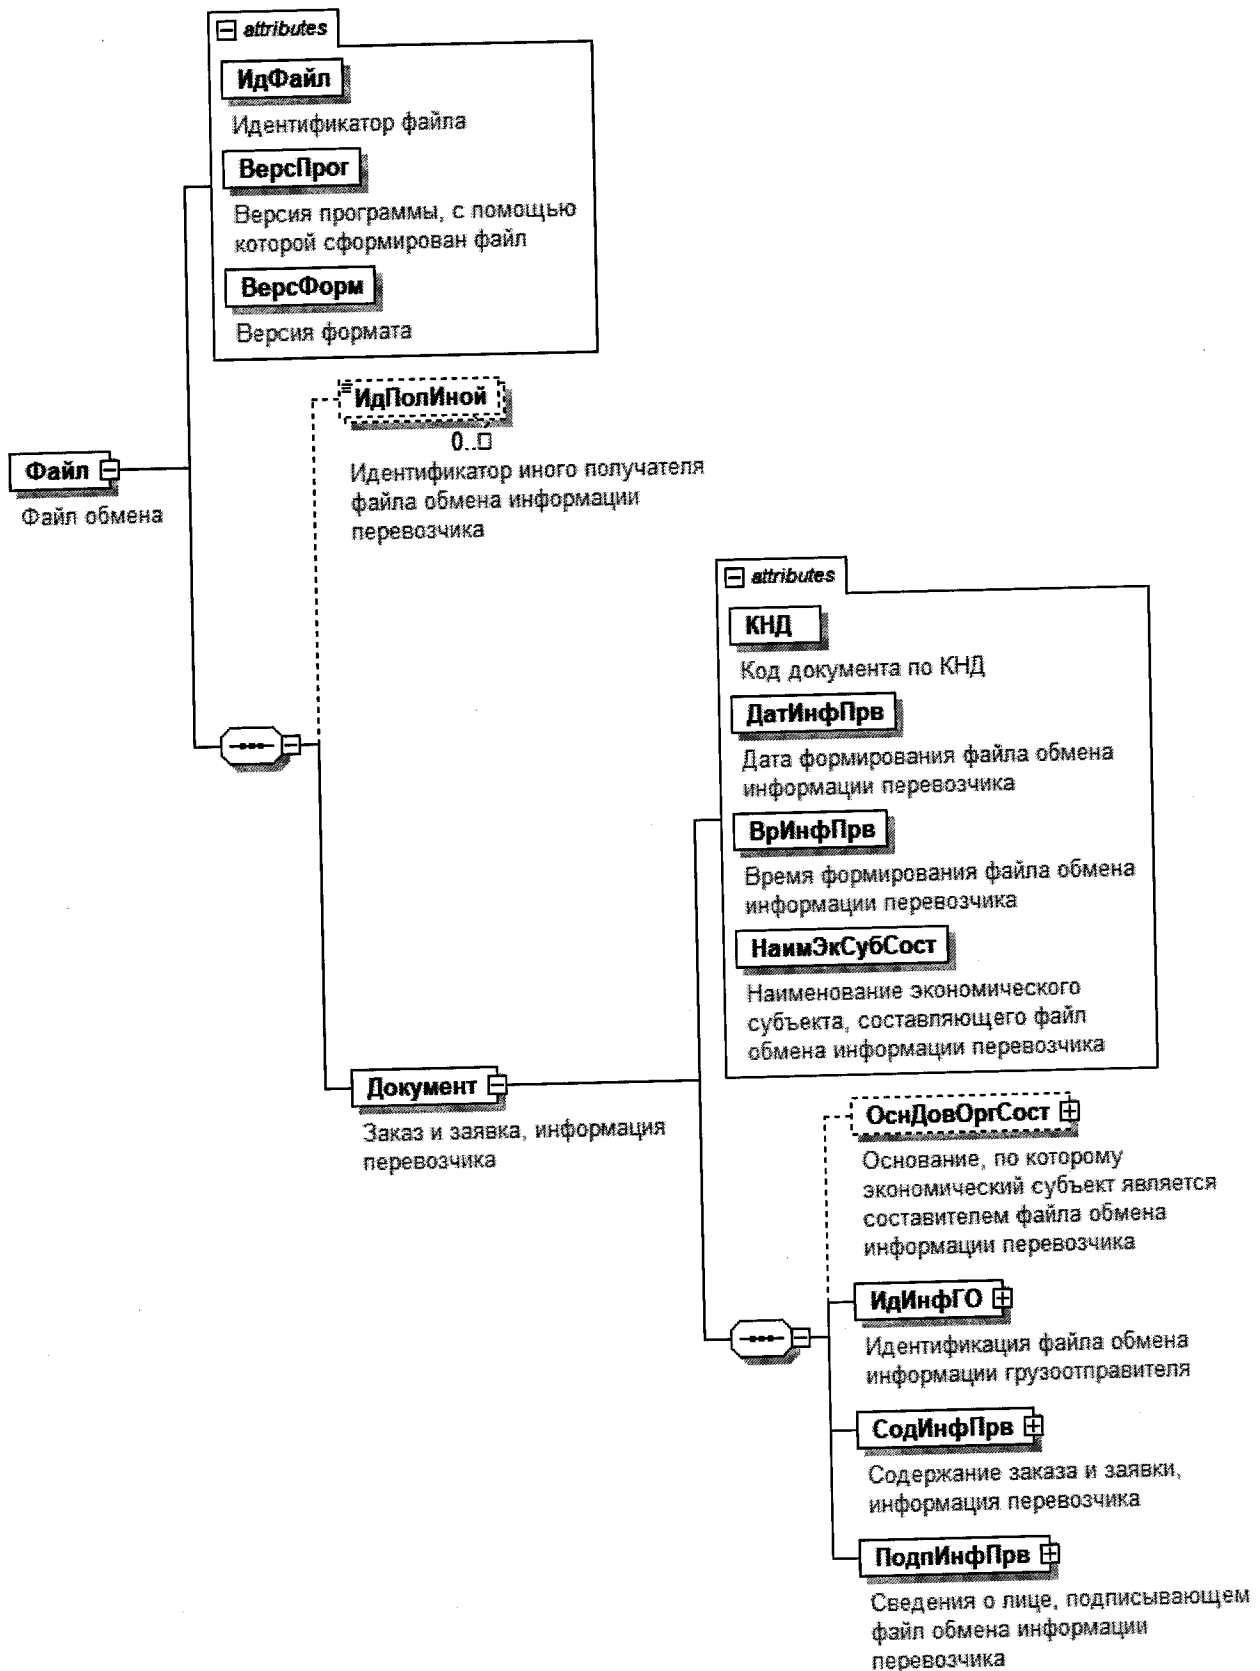 attributes
ИдФайл
Идентификатор файла
ВерсПрог
Версия программы, с помощью
которой сформирован файл
ВерсФорм
Версия формата
ИдПолИной
0..
Идентификатор иного получателя
файла обмена информации
перевозчика
Файл
Файл обмена
attributes
КНД
Код документа по КНД
ДатИнфПрв
Дата формирования файла обмена
информации перевозчика
ВрИнфПрв
Время формирования файла обмена
информации перевозчика
НаимЭкСубСост
Наименование экономического
субъекта, составляющего файл
обмена информации перевозчика
Документ
Заказ и заявка, информация
перевозчика
ОснДовОргСост
Основание, по которому
экономический субъект является
составителем файла обмена
информации перевозчика
ИдИнфГО
Идентификация файла обмена
информации грузоотправителя
СодИнфПрв
Содержание заказа и заявки,
информация перевозчика
ПодпИнфПрв
Сведения о лице, подписывающем
файл обмена информации
перевозчика